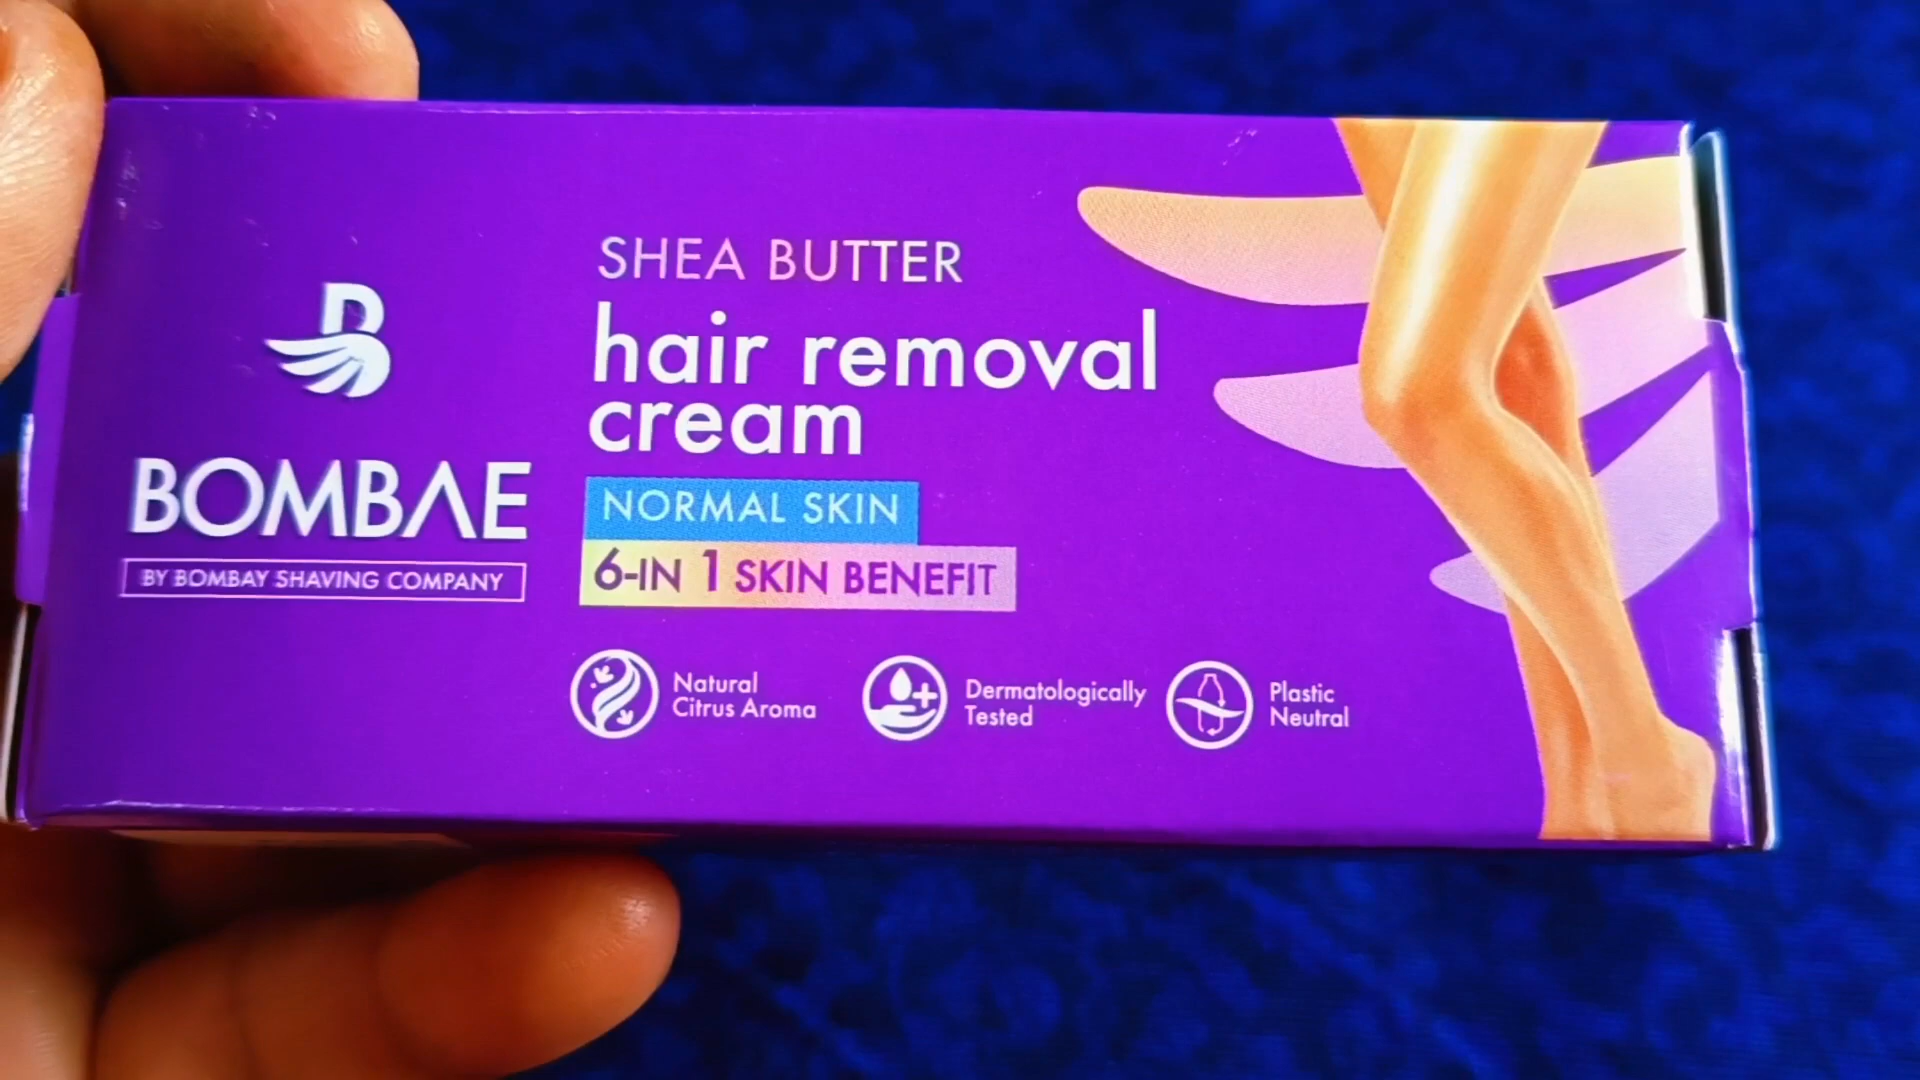 BOMBAE
BY BOMBAY SHAVING COMPANY
SHEA BUTTER
hair removal
cream
NORMAL SKIN
6-IN 1 SKIN BENEFIT
Natural
Citrus Aroma
Dermatologically
Tested
Plastic
Neutral